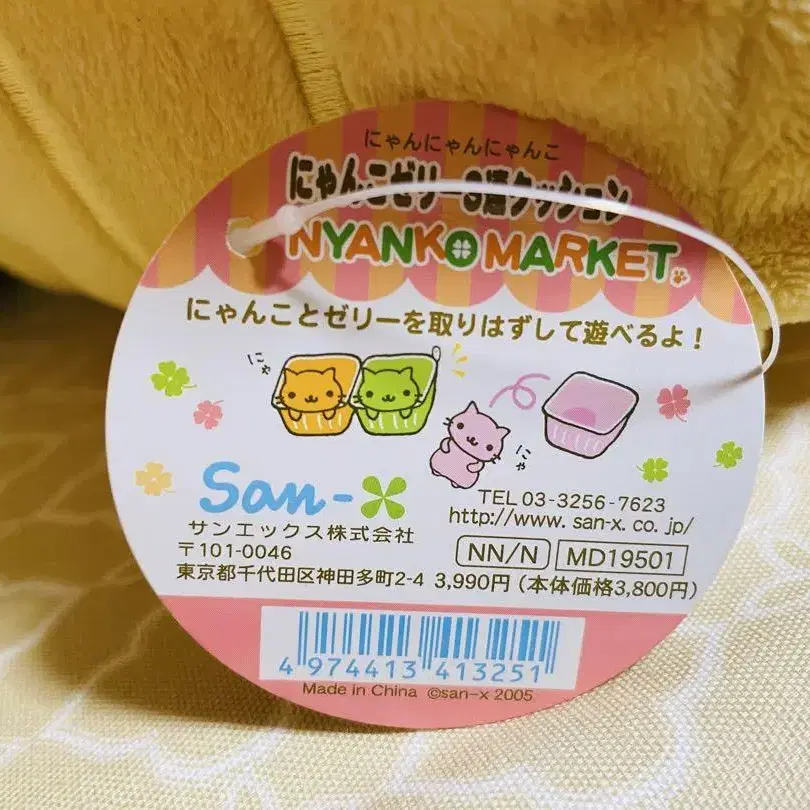 にゃんにゃんにゃんこ
にゃんこゼリー3連クッション
NYANKO MARKET
にゃんことゼリーを取りはずして遊べるよ!
にゃ
にゃ
San-X
サンエックス株式会社
〒101-0046
東京都千代田区神田多町2-4
TEL 03-3256-7623
http://www.san-x.co.jp/
NN/N MD19501
3,990円(本体価格3,800円)
4 974413 413251
Made in China ©san-x 2005